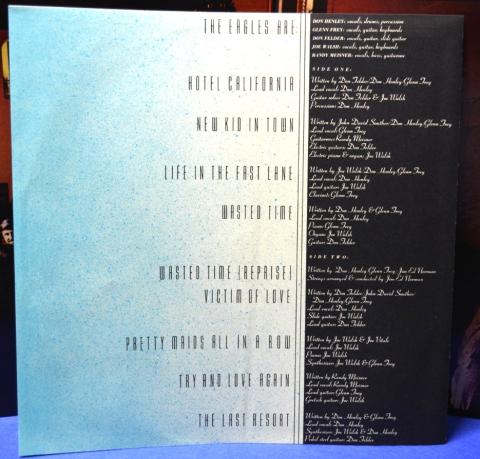 THE EAGLES ARE:
DON HENLEY: vocals, drums, percussion
GLENN FREY: vocals, guitar, keyboards
DON FELDER: vocals, guitar, slide guitar
JOE WALSH: vocals, guitar, keyboards
RANDY MEISNER: vocals, bass, guitarrone
SIDE ONE:
HOTEL CALIFORNIA
Written by Don Felder/Don Henley/Glenn Frey
Lead vocal: Don Henley
Guitar solos: Don Felder & Joe Walsh
Percussion: Don Henley
NEW KID IN TOWN
Written by John David Souther/Don Henley/Glenn Frey
Lead vocal: Glenn Frey
Guitarrone: Randy Meisner
Electric guitars: Don Felder
Electric piano & organ: Joe Walsh
LIFE IN THE FAST LANE
Written by Joe Walsh/Don Henley/Glenn Frey
Lead vocal: Don Henley
Lead guitar: Joe Walsh
Clavinet: Glenn Frey
WASTED TIME
Written by Don Henley & Glenn Frey
Lead vocal: Don Henley
Piano: Glenn Frey
Organ: Joe Walsh
Guitar: Don Felder
SIDE TWO:
WASTED TIME (REPRISE)
Written by Don Henley/Glenn Frey/Jim Ed Norman
Strings arranged & conducted by Jim Ed Norman
VICTIM OF LOVE
Written by Don Felder/John David Souther/
Don Henley/Glenn Frey
Lead vocal: Don Henley
Slide guitar: Joe Walsh
Lead guitar: Don Felder
PRETTY MAIDS ALL IN A ROW
Written by Joe Walsh & Joe Vitale
Lead vocal: Joe Walsh
Piano: Joe Walsh
Synthesizer: Joe Walsh & Glenn Frey
TRY AND LOVE AGAIN
Written by Randy Meisner
Lead vocal: Randy Meisner
Lead guitar: Glenn Frey
Gretsch guitar: Joe Walsh
THE LAST RESORT
Written by Don Henley & Glenn Frey
Lead vocal: Don Henley
Synthesizer: Joe Walsh & Don Henley
Pedal steel guitar: Don Felder